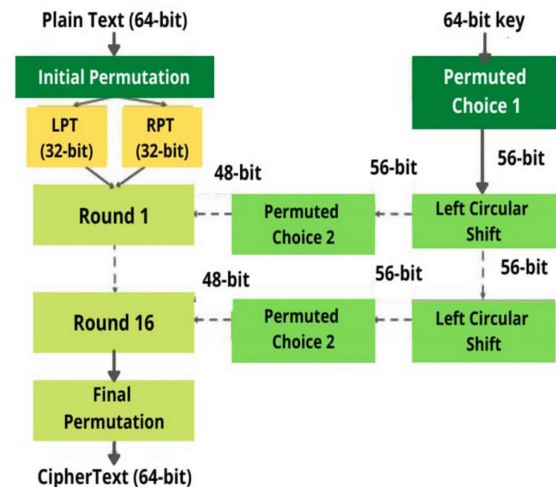 Plain Text (64-bit)
64-bit key
Initial Permutation
Permuted
Choice 1
LPT
(32-bit)
RPT
(32-bit)
56-bit
48-bit
56-bit
Round 1
Permuted
Choice 2
Left Circular
Shift
48-bit
56-bit
56-bit
Round 16
Permuted
Choice 2
Left Circular
Shift
Final
Permutation
CipherText (64-bit)